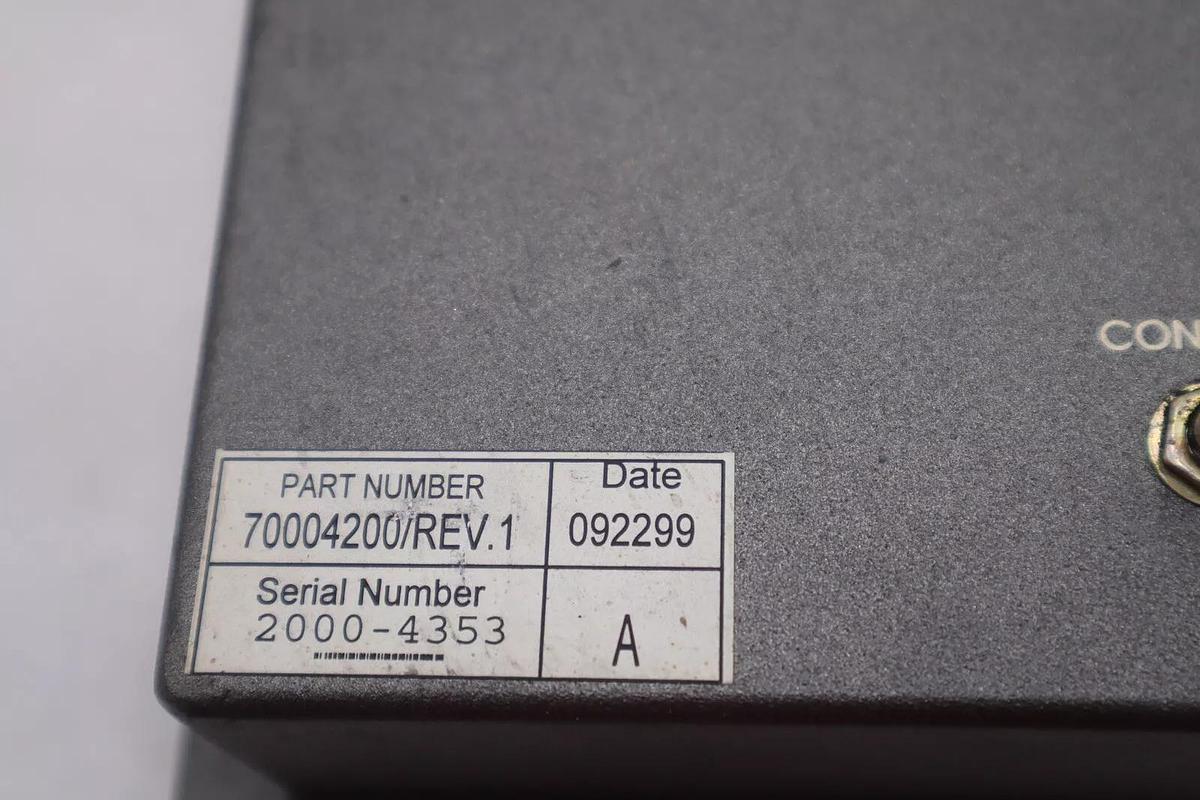 CON
PART NUMBER
70004200/REV.1
Date
092299
Serial Number
2000-4353
A